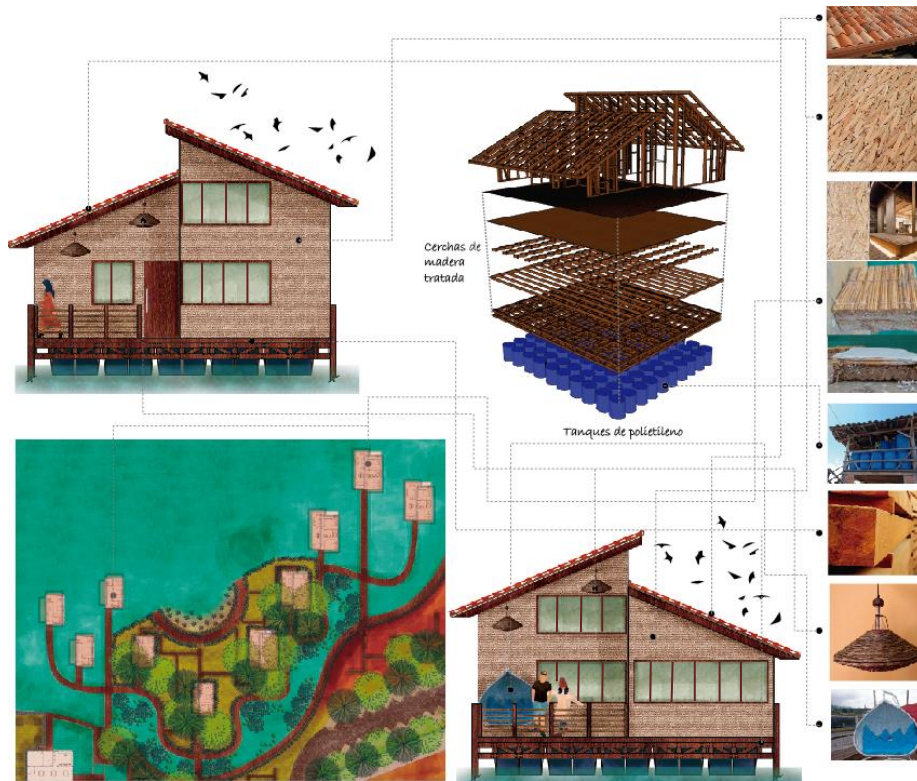 Cerchas de
madera
tratada
Tanques de polietileno